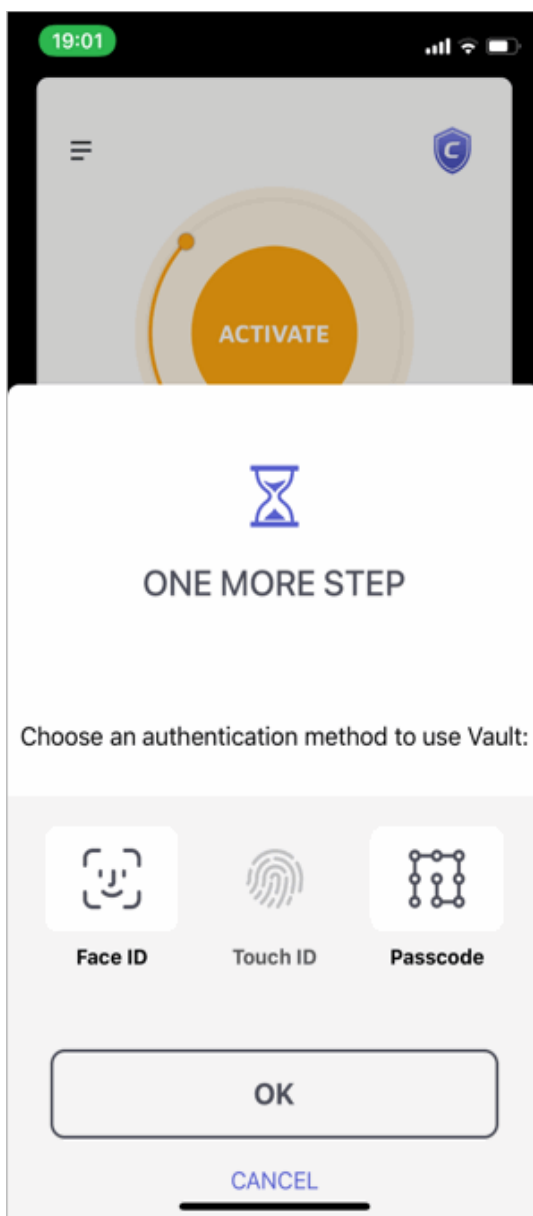 19:01
C
ACTIVATE
ONE MORE STEP
Choose an authentication method to use Vault:
Face ID
Touch ID
Passcode
OK
CANCEL